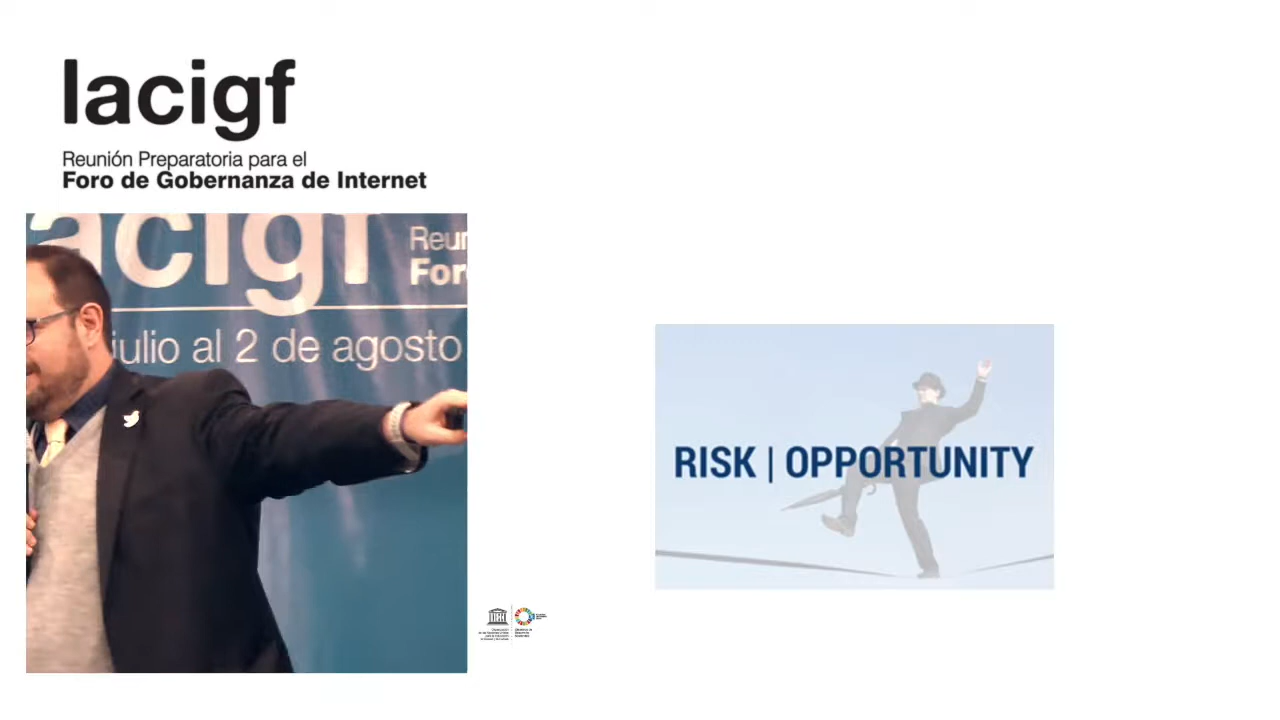 lacigf
Reunión Preparatoria para el
Foro de Gobernanza de Internet
acigf
Reun
Foro
julio al 2 de agosto
RISK | OPPORTUNITY